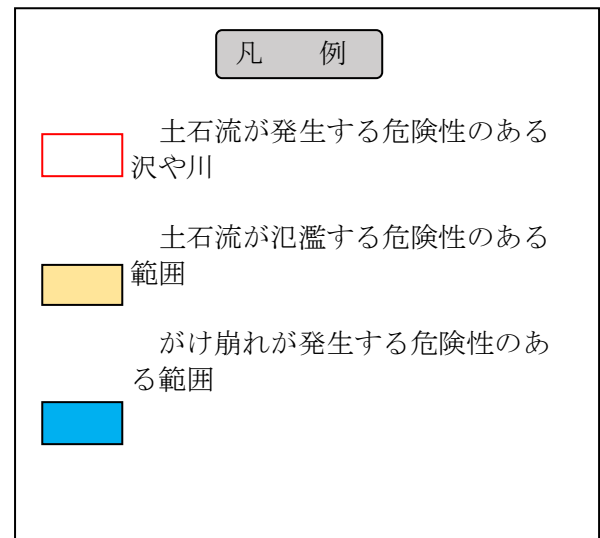 凡　例
土石流が発生する危険性のある
沢や川
土石流が氾濫する危険性のある
範囲
がけ崩れが発生する危険性のあ
る範囲